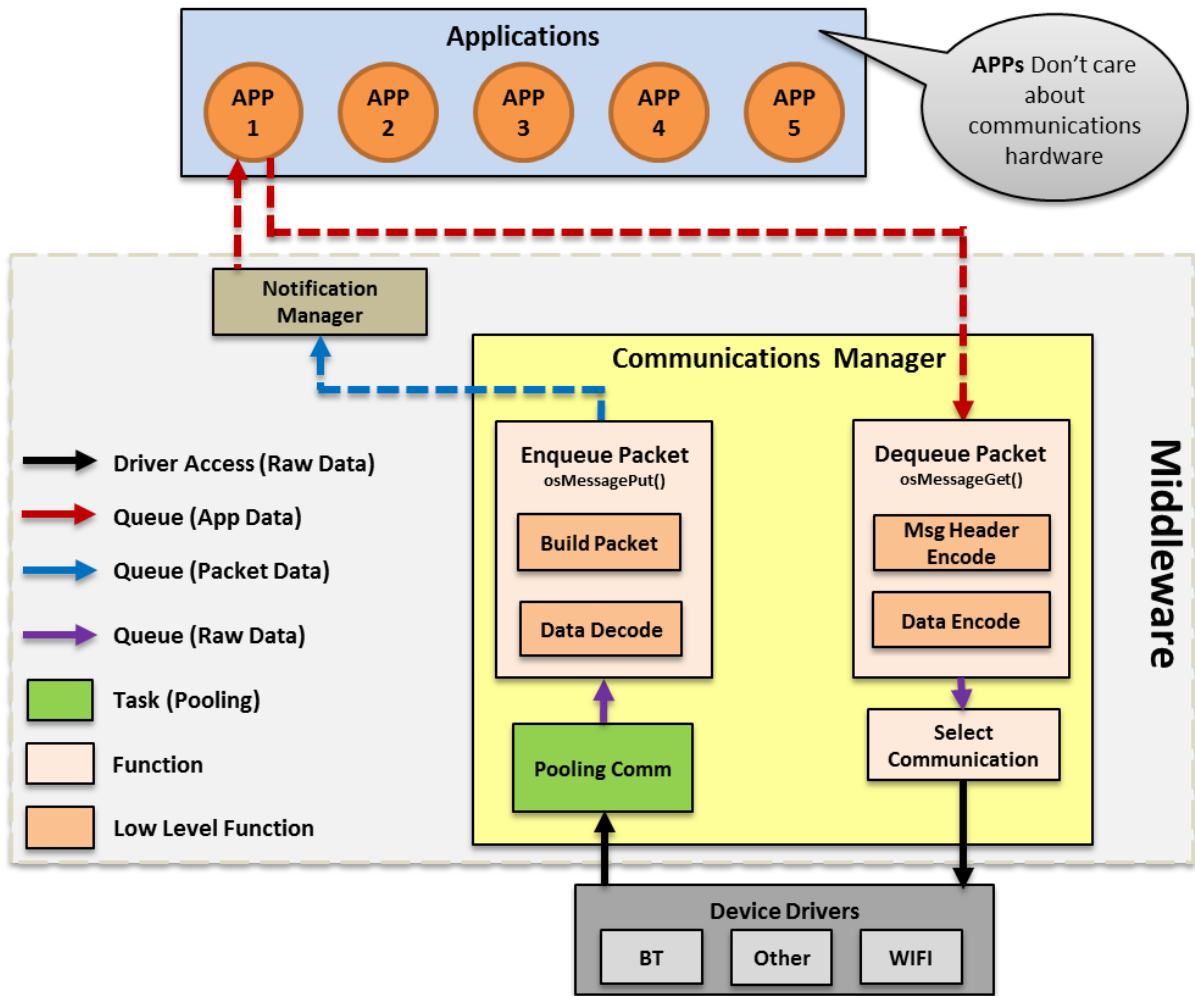 Applications
APP
1
APP
2
APP
3
APP
4
APP
5
APPs Don't care
about
communications
hardware
Notification
Manager
Communications Manager
Enqueue Packet
osMessagePut()
Build Packet
Data Decode
Dequeue Packet
osMessageGet()
Msg Header
Encode
Data Encode
Middleware
Driver Access (Raw Data)
Queue (App Data)
Queue (Packet Data)
Queue (Raw Data)
Task (Pooling)
Function
Low Level Function
Pooling Comm
Select
Communication
Device Drivers
BT
Other
WIFI